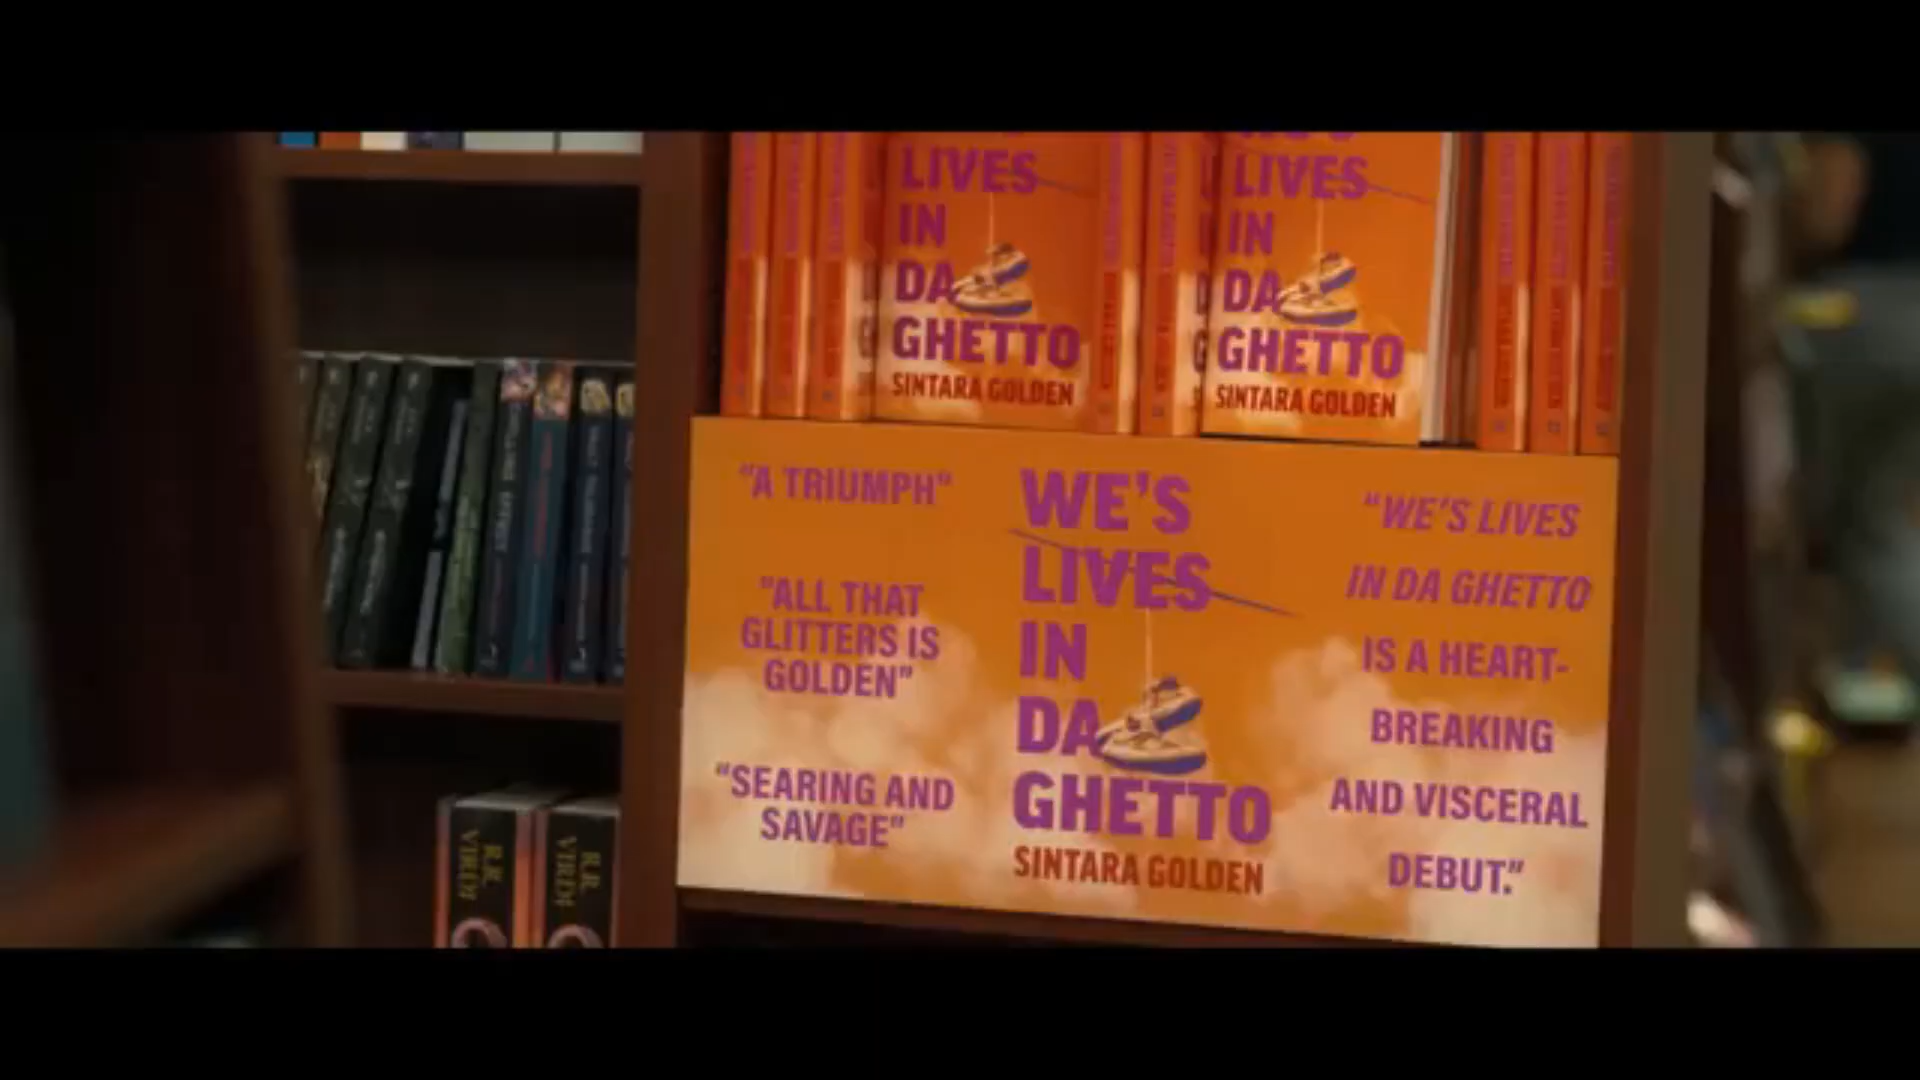 LIVES
IN
DA
GHETTO
SINTARA GOLDEN
LIVES
IN
DA
GHETTO
SINTARA GOLDEN
"A TRIUMPH"
"ALL THAT
GLITTERS IS
GOLDEN"
"SEARING AND
SAVAGE"
WE'S
LIVES
IN
DA
GHETTO
SINTARA GOLDEN
"WE'S LIVES
IN DA GHETTO
IS A HEART-
BREAKING
AND VISCERAL
DEBUT."
R.R.
VIRDI
R.R.
VIRDI